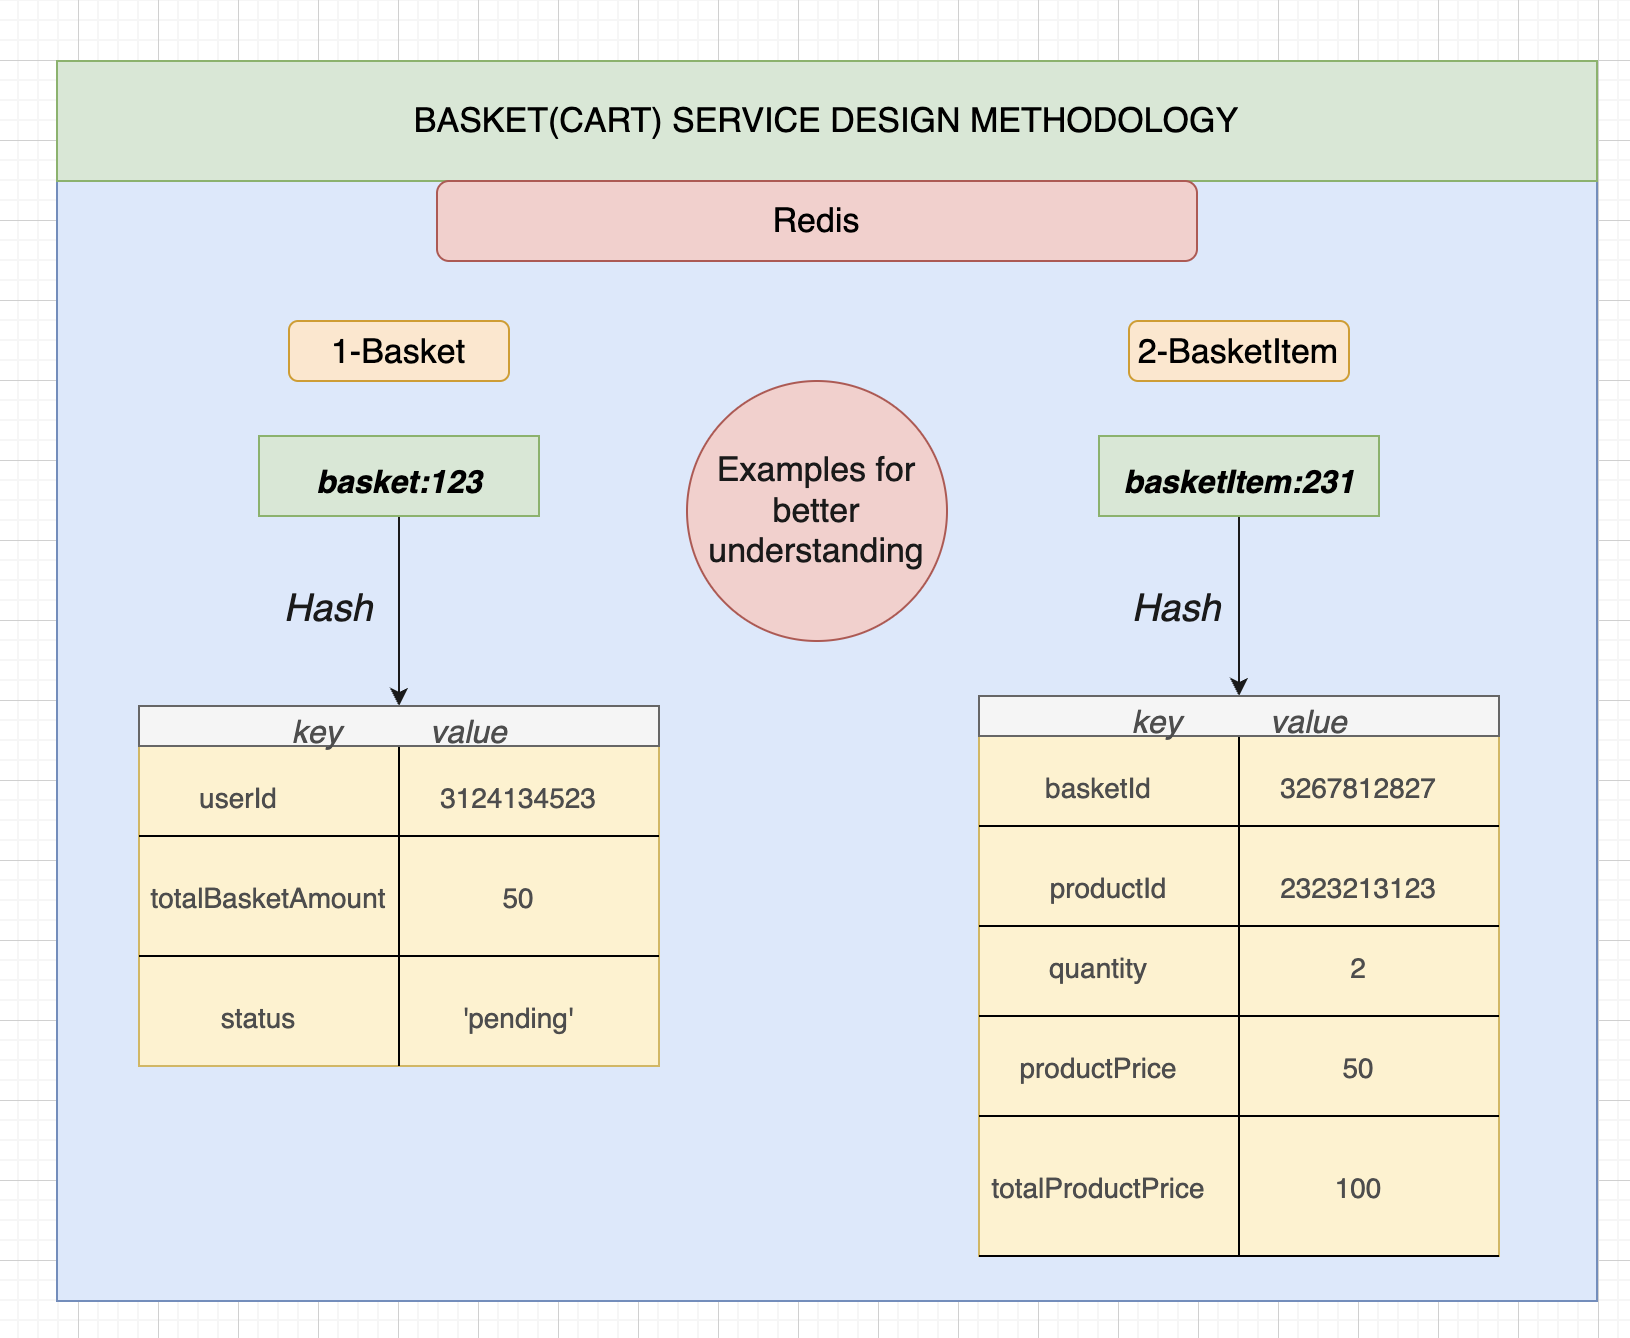 BASKET(CART) SERVICE DESIGN METHODOLOGY
Redis
1-Basket
2-BasketItem
Examples for
better
understanding
basket:123
Hash
key value
userId 3124134523
totalBasketAmount 50
status 'pending'
basketItem:231
Hash
key value
basketId 3267812827
productId 2323213123
quantity 2
productPrice 50
totalProductPrice 100